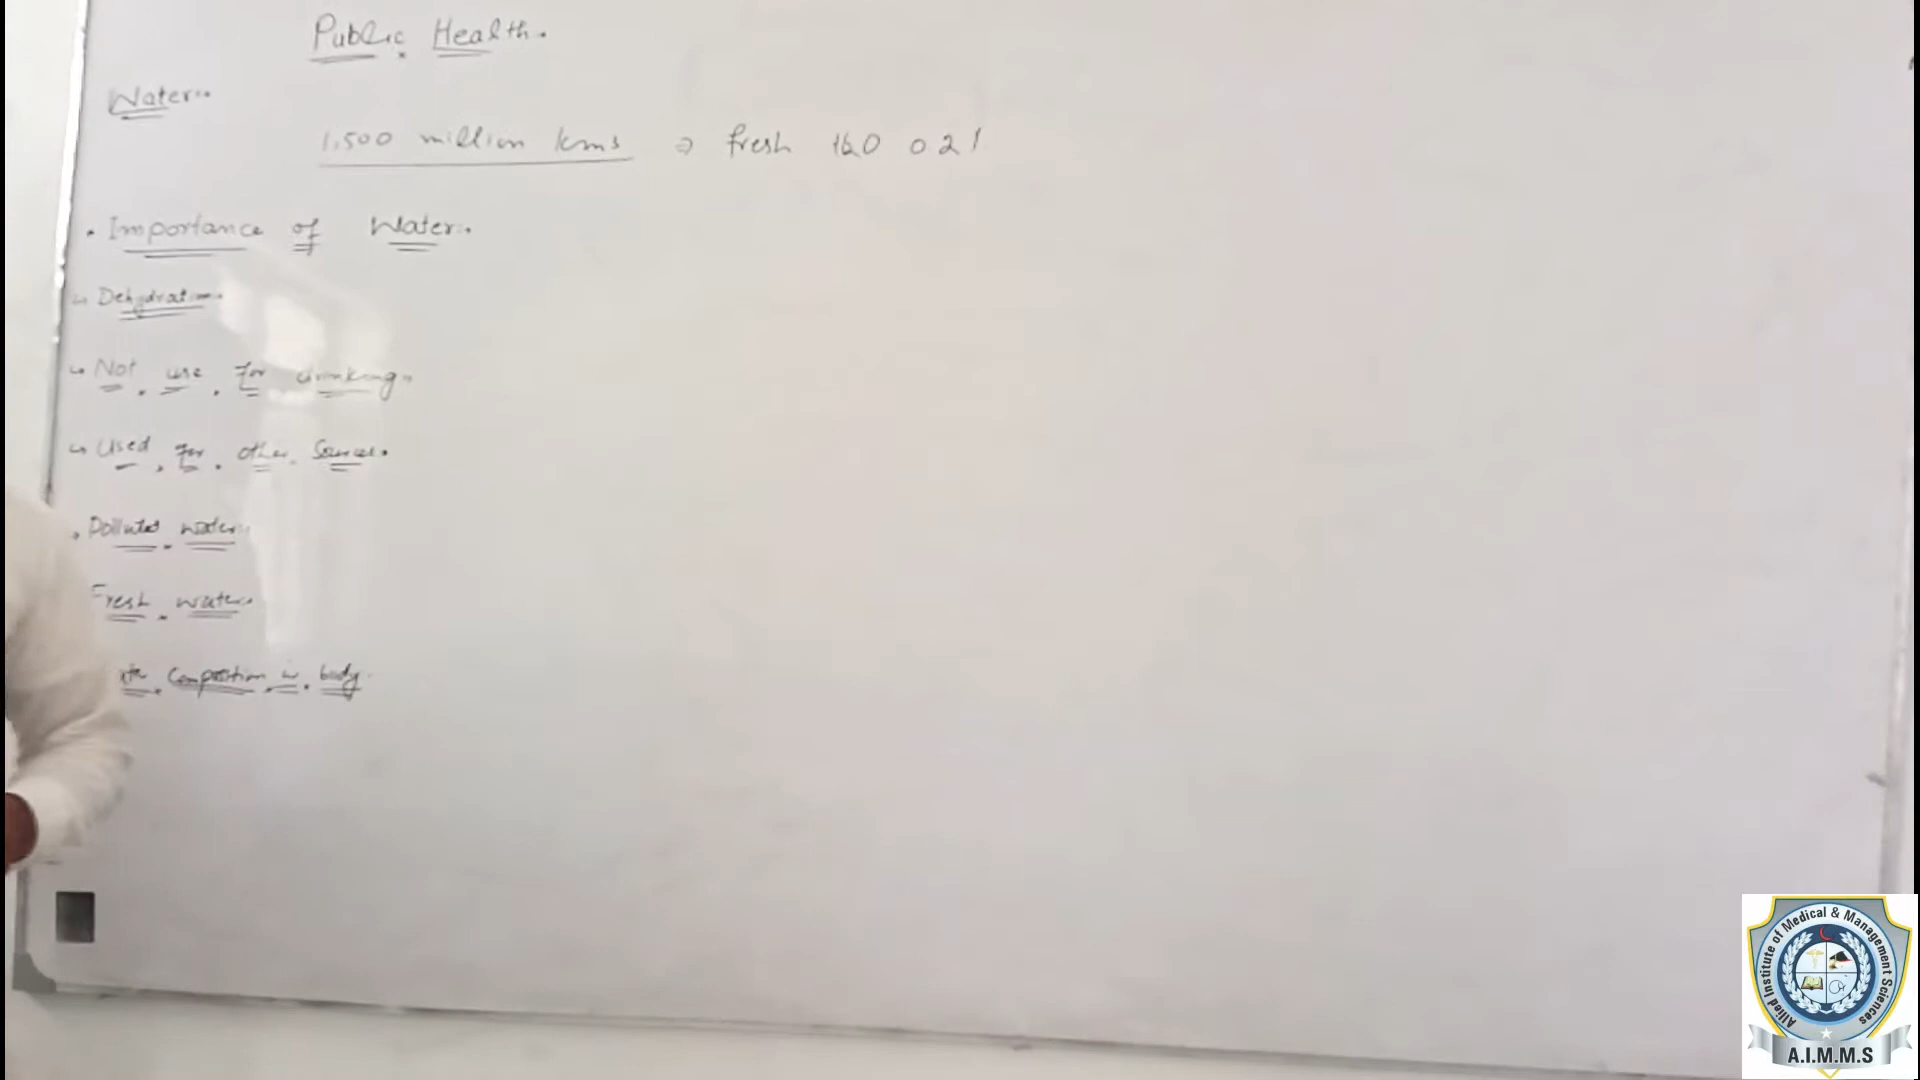 Public Health.
Water:.
1,500 million kms ⇒ fresh H2O 0 2 %
. Importance of Water:.
↳ Dehydration.
↳ Not use for drinking.
↳ Used for other Sources.
. Polluted water:
Fresh water:.
Composition in body.
Allied Institute of Medical & Management Sciences
A.I.M.M.S